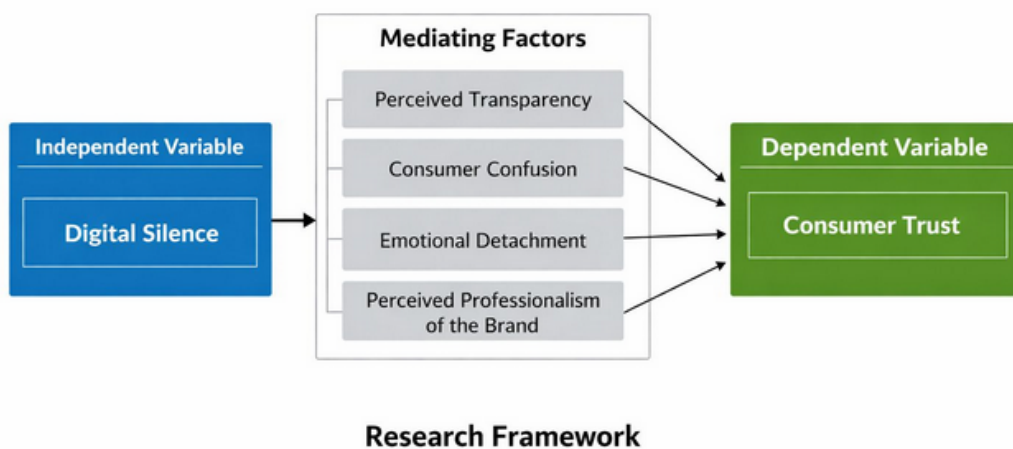 Mediating Factors
Perceived Transparency
Consumer Confusion
Emotional Detachment
Perceived Professionalism
of the Brand
Independent Variable
Digital Silence
Dependent Variable
Consumer Trust
Research Framework